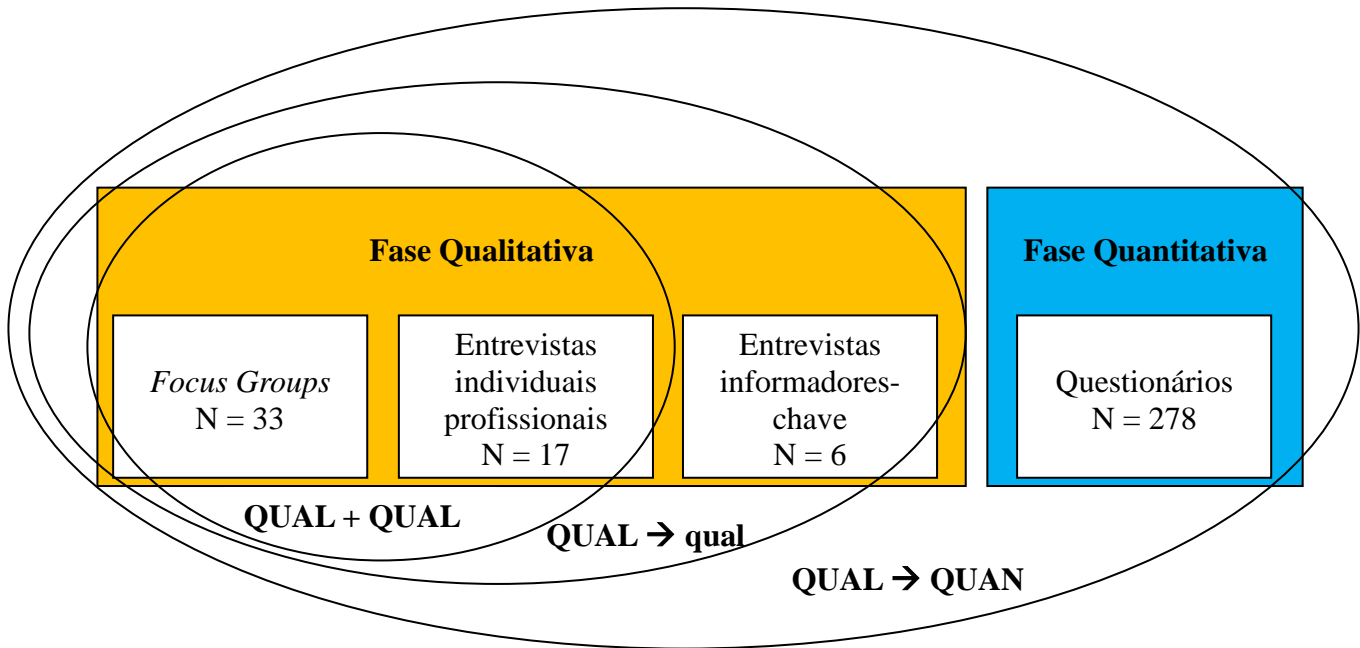 Fase Qualitativa
Fase Quantitativa
Focus Groups
N = 33
Entrevistas
individuais
profissionais
N = 17
Entrevistas
informadores-
chave
N = 6
Questionários
N = 278
QUAL + QUAL
QUAL → qual
QUAL → QUAN